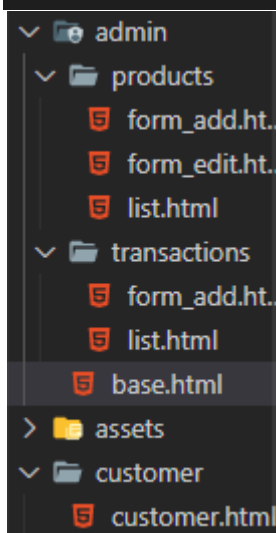 admin
products
form_add.ht..
form_edit.ht..
list.html
transactions
form_add.ht..
list.html
base.html
assets
customer
customer.html